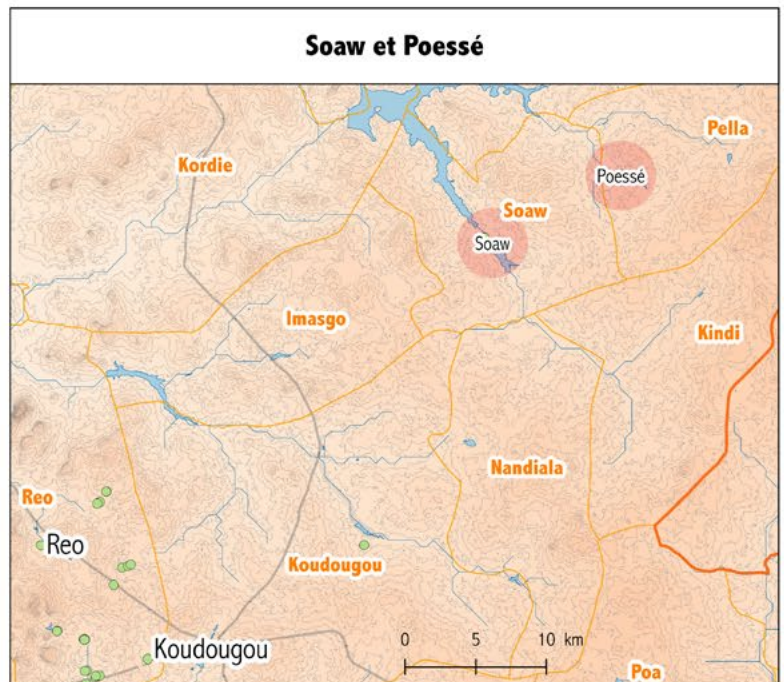 Soaw et Poessé
Pella
Kordie
Poessé
Soaw
Soaw
Imasgo
Kindi
Nandiala
Reo
Reo
Koudougou
Koudougou
0 5 10 km
Poa